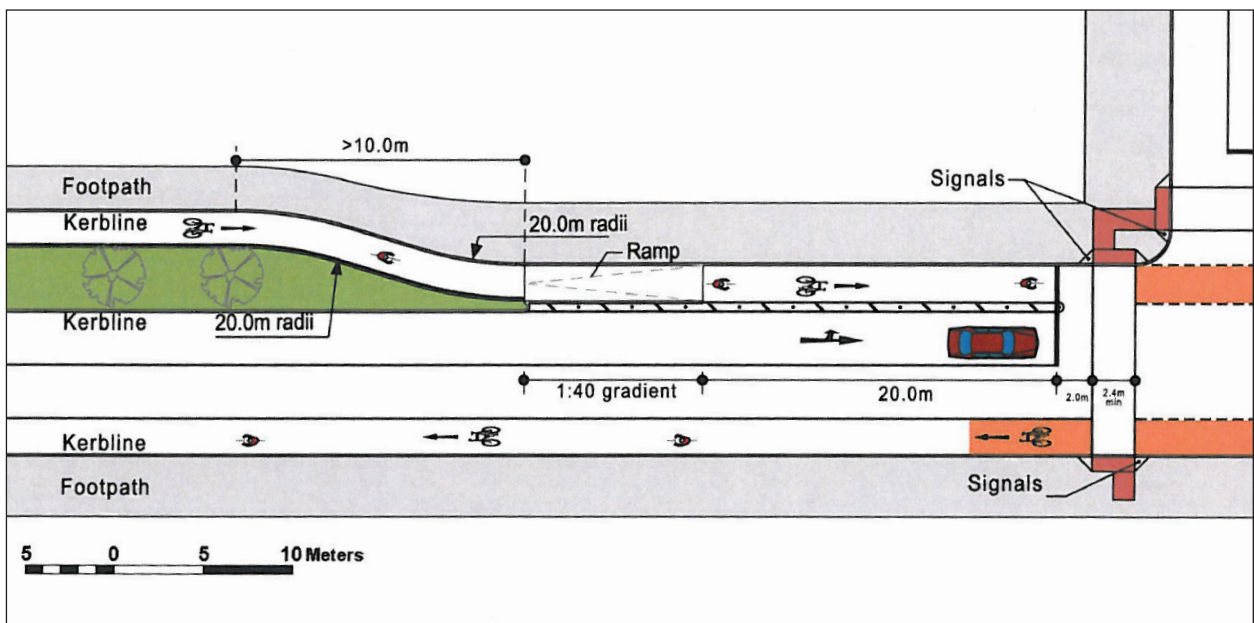 >10.0m
Footpath
Signals
Kerbline
20.0m radii
Ramp
Kerbline
20.0m radii
1:40 gradient
20.0m
2.0m
2.4m
min
Kerbline
Footpath
Signals
5 0 5 10 Meters